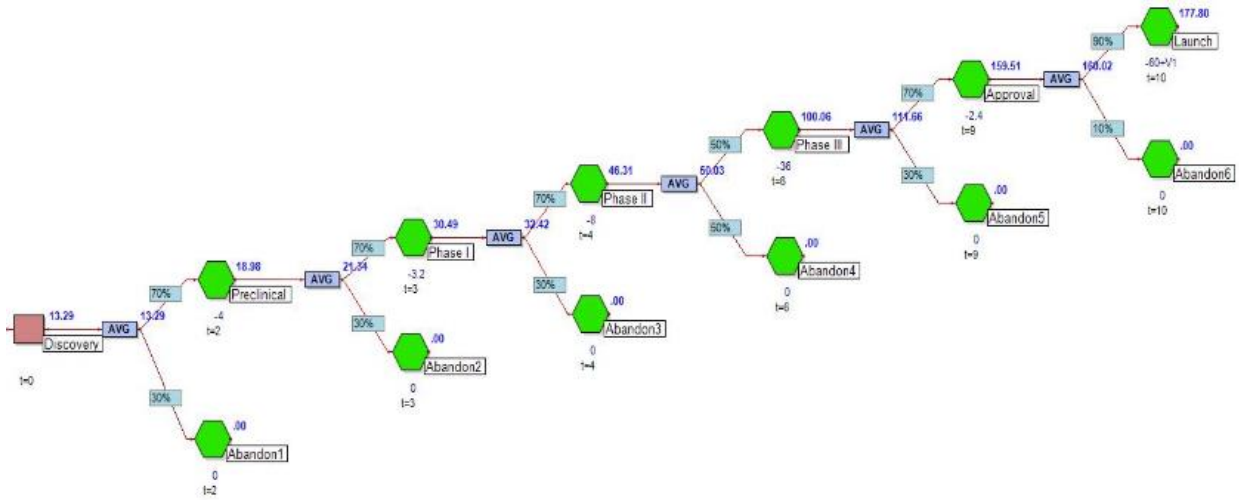 177.80
90%
Launch
-60+V1
t=10
159.51
AVG
160.02
70%
Approval
-2.4
t=9
10%
.00
Abandon6
0
t=10
100.06
AVG
111.66
50%
Phase III
-36
t=6
30%
.00
Abandon5
0
t=9
46.31
AVG
50.03
70%
Phase II
-8
t=4
50%
.00
Abandon4
0
t=6
30.49
AVG
32.42
70%
Phase I
-3.2
t=3
30%
.00
Abandon3
0
t=4
18.98
AVG
21.34
70%
Preclinical
-4
t=2
30%
.00
Abandon2
0
t=3
13.29
AVG
13.29
Discovery
t=0
30%
.00
Abandon1
0
t=2